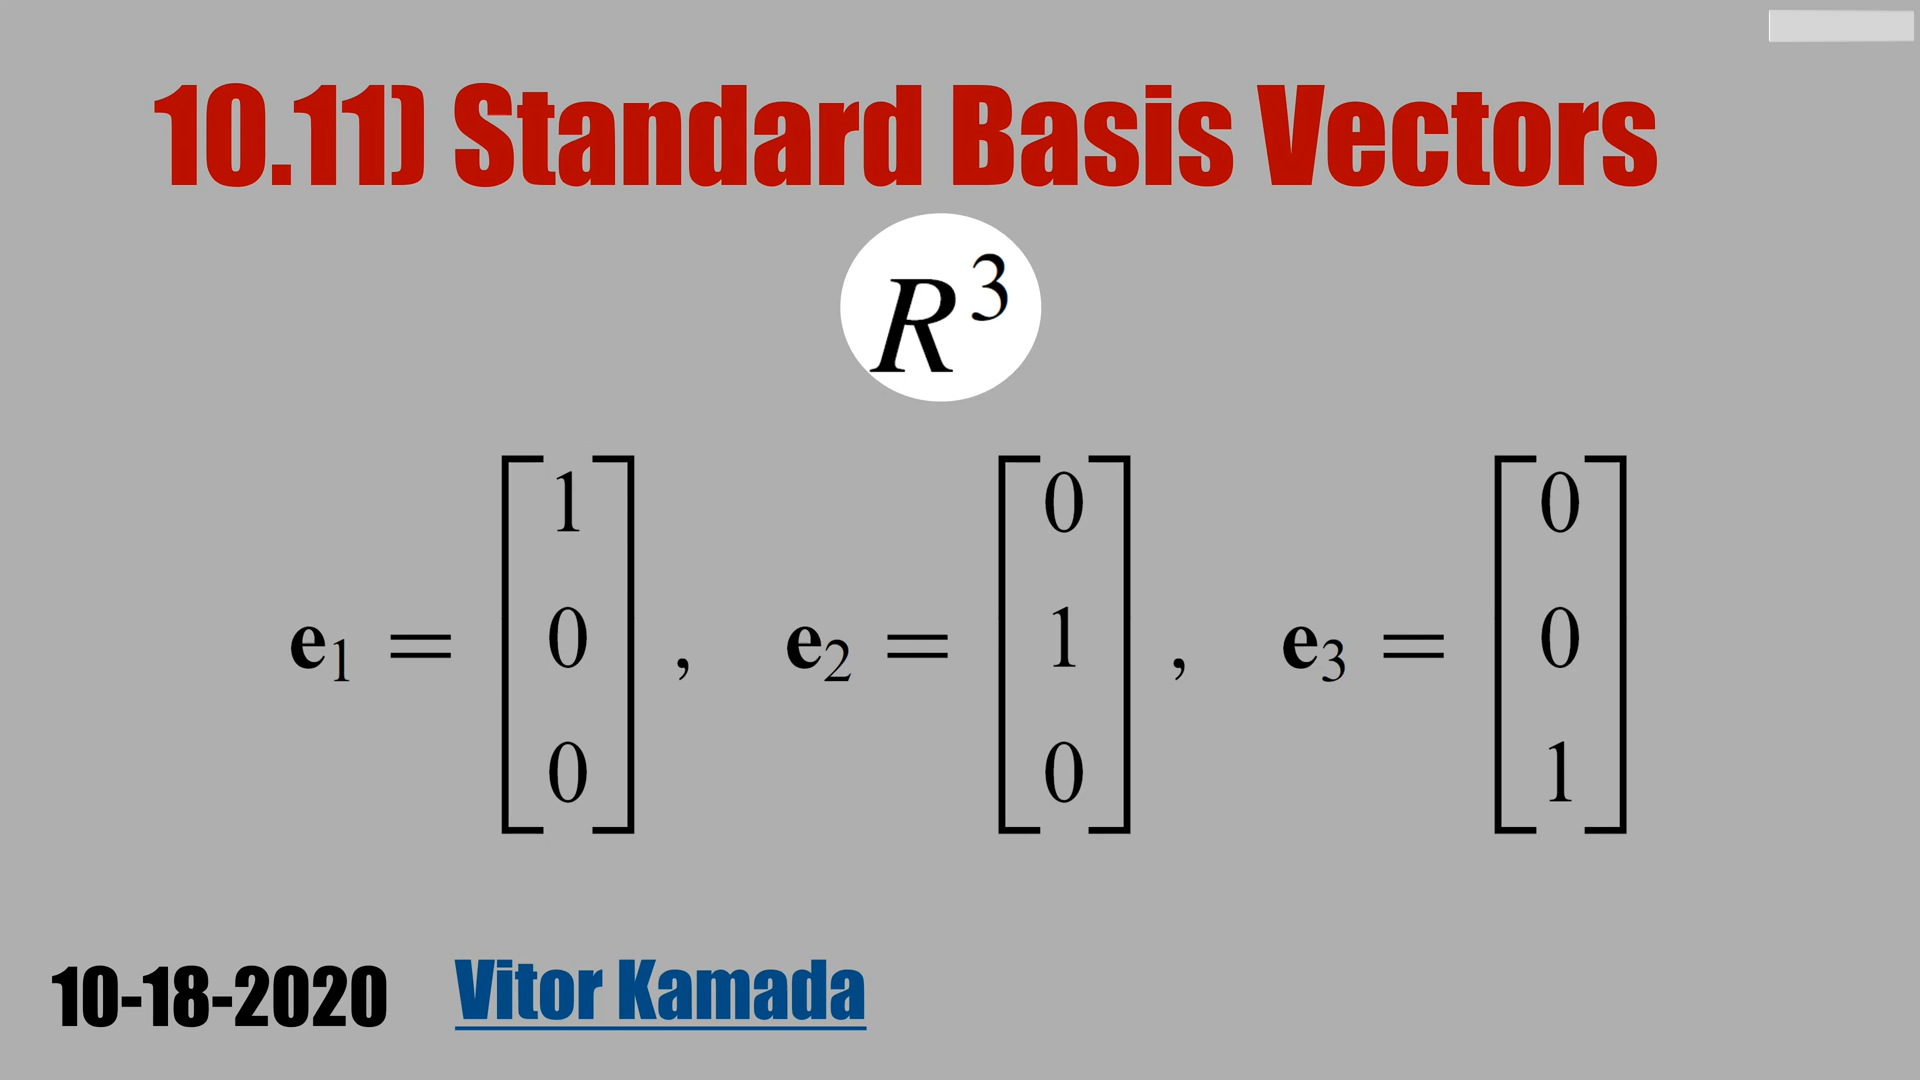 10.11) Standard Basis Vectors
R³
e₁ = [1 0 0], e₂ = [0 1 0], e₃ = [0 0 1]
10-18-2020 Vitor Kamada